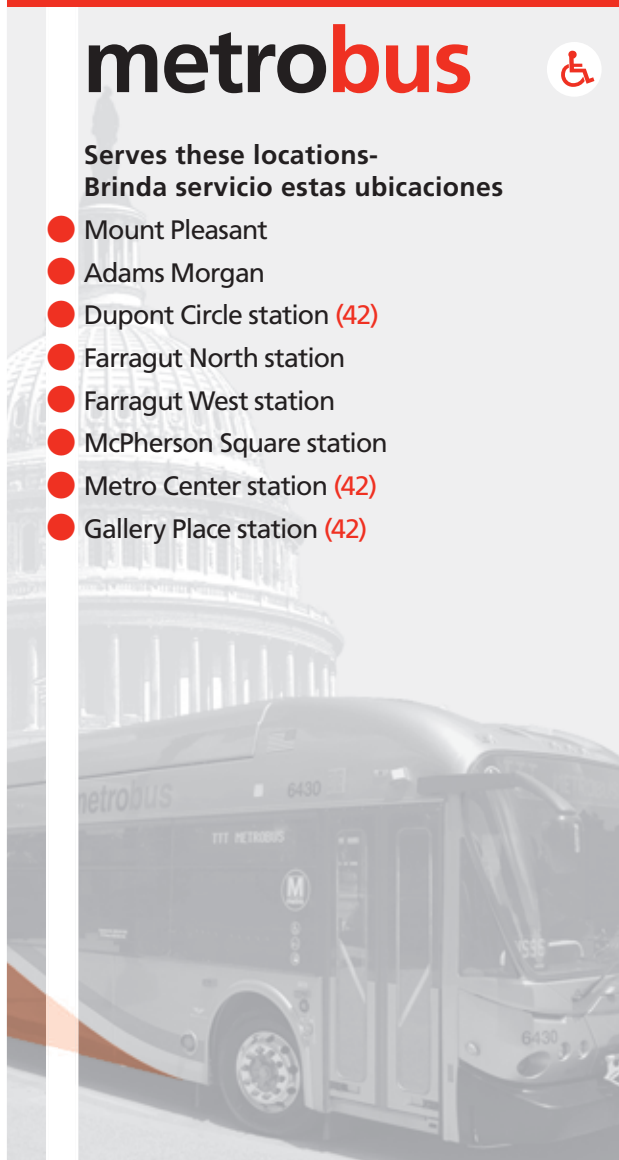 metrobus
Serves these locations-
Brinda servicio estas ubicaciones
Mount Pleasant
Adams Morgan
Dupont Circle station (42)
Farragut North station
Farragut West station
McPherson Square station
Metro Center station (42)
Gallery Place station (42)
metrobus
6430
TYT METROBUS
M
6430